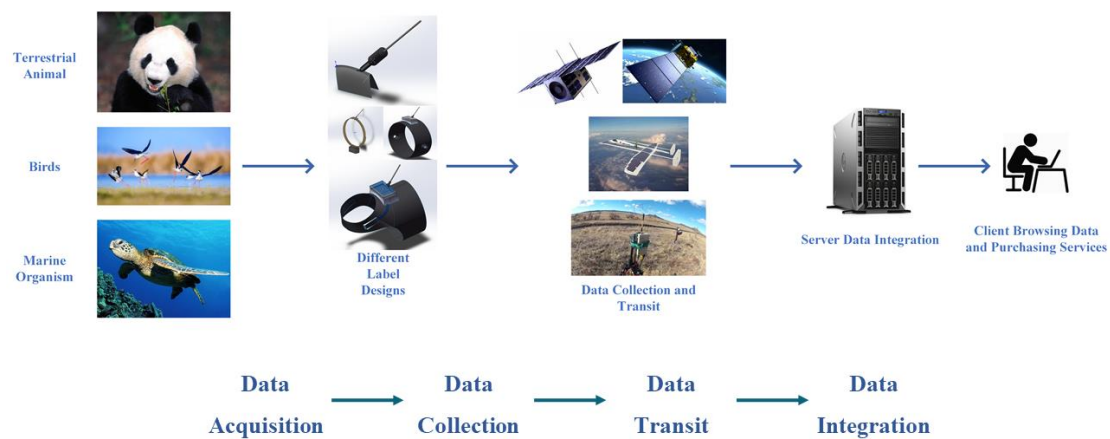 Terrestrial
Animal
Birds
Marine
Organism
Different
Label
Designs
Data Collection and
Transit
Server Data Integration
Client Browsing Data
and Purchasing Services
Data
Acquisition
Data
Collection
Data
Transit
Data
Integration